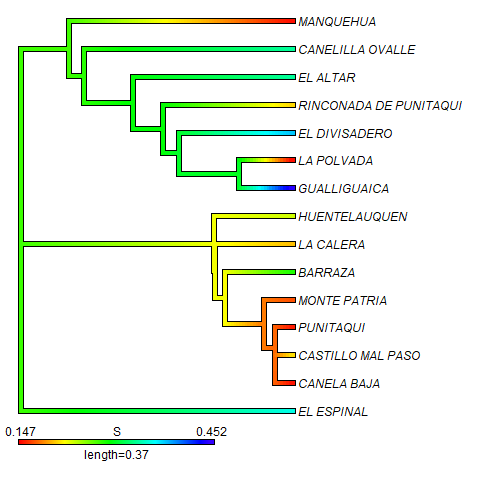 MANQUEHUA
CANELILLA OVALLE
EL ALTAR
RINCONADA DE PUNITAQUI
EL DIVISADERO
LA POLVADA
GUALLIGUAICA
HUENTELAUQUEN
LA CALERA
BARRAZA
MONTE PATRIA
PUNITAQUI
CASTILLO MAL PASO
CANELA BAJA
EL ESPINAL
0.147 S 0.452
length=0.37